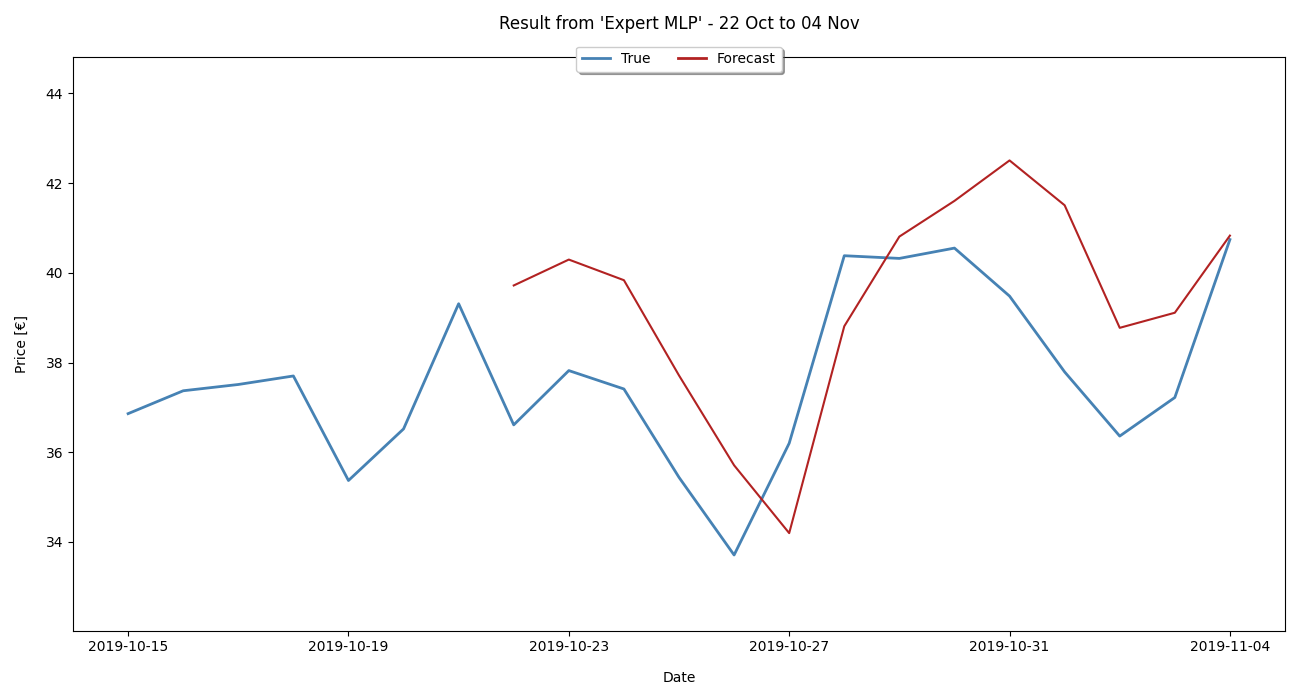 Result from 'Expert MLP' - 22 Oct to 04 Nov
True Forecast
44
42
40
38
36
34
Price [€]
2019-10-15 2019-10-19 2019-10-23 2019-10-27 2019-10-31 2019-11-04
Date